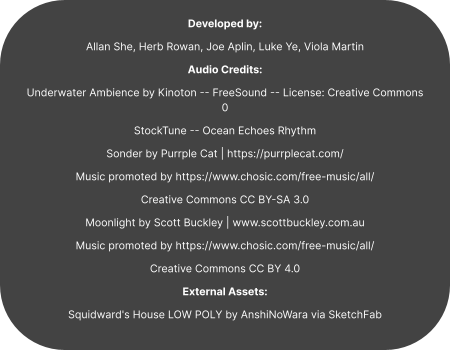 Developed by:
Allan She, Herb Rowan, Joe Aplin, Luke Ye, Viola Martin
Audio Credits:
Underwater Ambience by Kinoton -- FreeSound -- License: Creative Commons
0
StockTune -- Ocean Echoes Rhythm
Sonder by Purrple Cat | https://purrplecat.com/
Music promoted by https://www.chosic.com/free-music/all/
Creative Commons CC BY-SA 3.0
Moonlight by Scott Buckley | www.scottbuckley.com.au
Music promoted by https://www.chosic.com/free-music/all/
Creative Commons CC BY 4.0
External Assets:
Squidward's House LOW POLY by AnshiNoWara via SketchFab